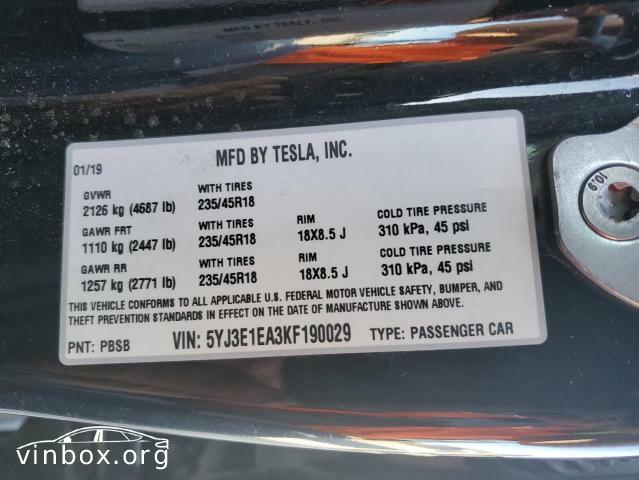 MFD BY TESLA, INC.
01/19
GVWR WITH TIRES
2126 kg (4687 lb) 235/45R18
GAWR FRT WITH TIRES RIM COLD TIRE PRESSURE
1110 kg (2447 lb) 235/45R18 18X8.5 J 310 kPa, 45 psi
GAWR RR WITH TIRES RIM COLD TIRE PRESSURE
1257 kg (2771 lb) 235/45R18 18X8.5 J 310 kPa, 45 psi
THIS VEHICLE CONFORMS TO ALL APPLICABLE U.S. FEDERAL MOTOR VEHICLE SAFETY, BUMPER, AND
THEFT PREVENTION STANDARDS IN EFFECT ON THE DATE OF MANUFACTURE SHOWN ABOVE.
PNT: PBSB VIN: 5YJ3E1EA3KF190029 TYPE: PASSENGER CAR
10.9
vinbox.org